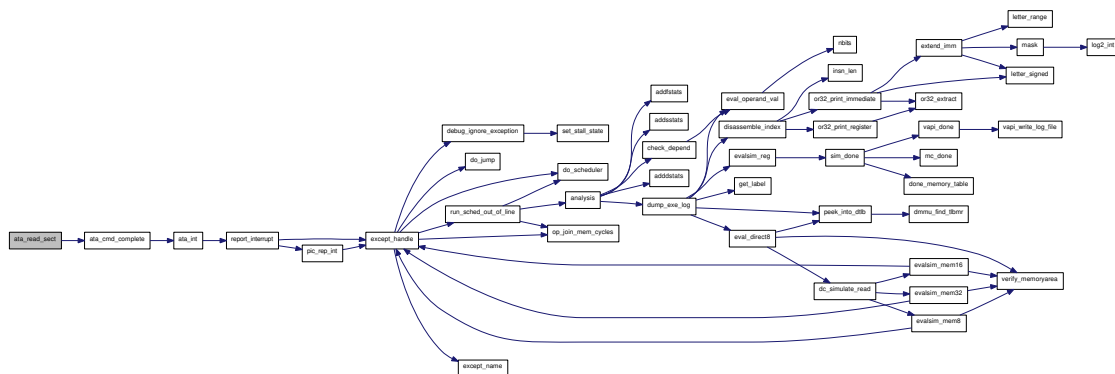 letter_range
nbits
extend_imm
mask
log2_int
insn_len
letter_signed
addfstats
eval_operand_val
or32_print_immediate
or32_extract
debug_ignore_exception
set_stall_state
addsstats
disassemble_index
or32_print_register
vapi_done
vapi_write_log_file
check_depend
do_jump
evalsim_reg
sim_done
mc_done
do_scheduler
adddstats
get_label
done_memory_table
analysis
dump_exe_log
run_sched_out_of_line
peek_into_dtlb
dmmu_find_tlbmr
op_join_mem_cycles
ata_read_sect
ata_cmd_complete
ata_int
report_interrupt
except_handle
eval_direct8
pic_rep_int
evalsim_mem16
verify_memoryarea
dc_simulate_read
evalsim_mem32
evalsim_mem8
except_name